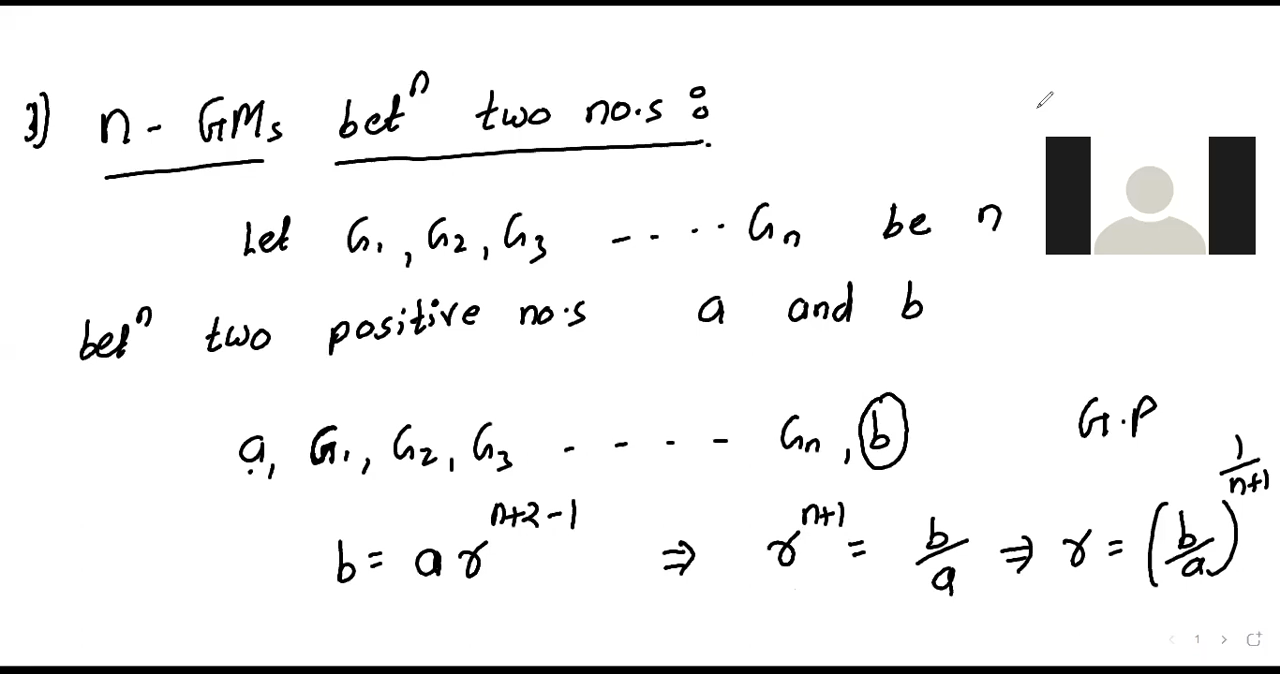 3) n - GMs betⁿ two no.s :
Let G₁, G₂, G₃ ---... Gₙ be n
betⁿ two positive no.s a and b
a, G₁, G₂, G₃ - - - - - Gₙ, b G.P
b = a r^(n+2-1) ⇒ r^(n+1) = b/a ⇒ r = (b/a)^(1/(n+1))
1